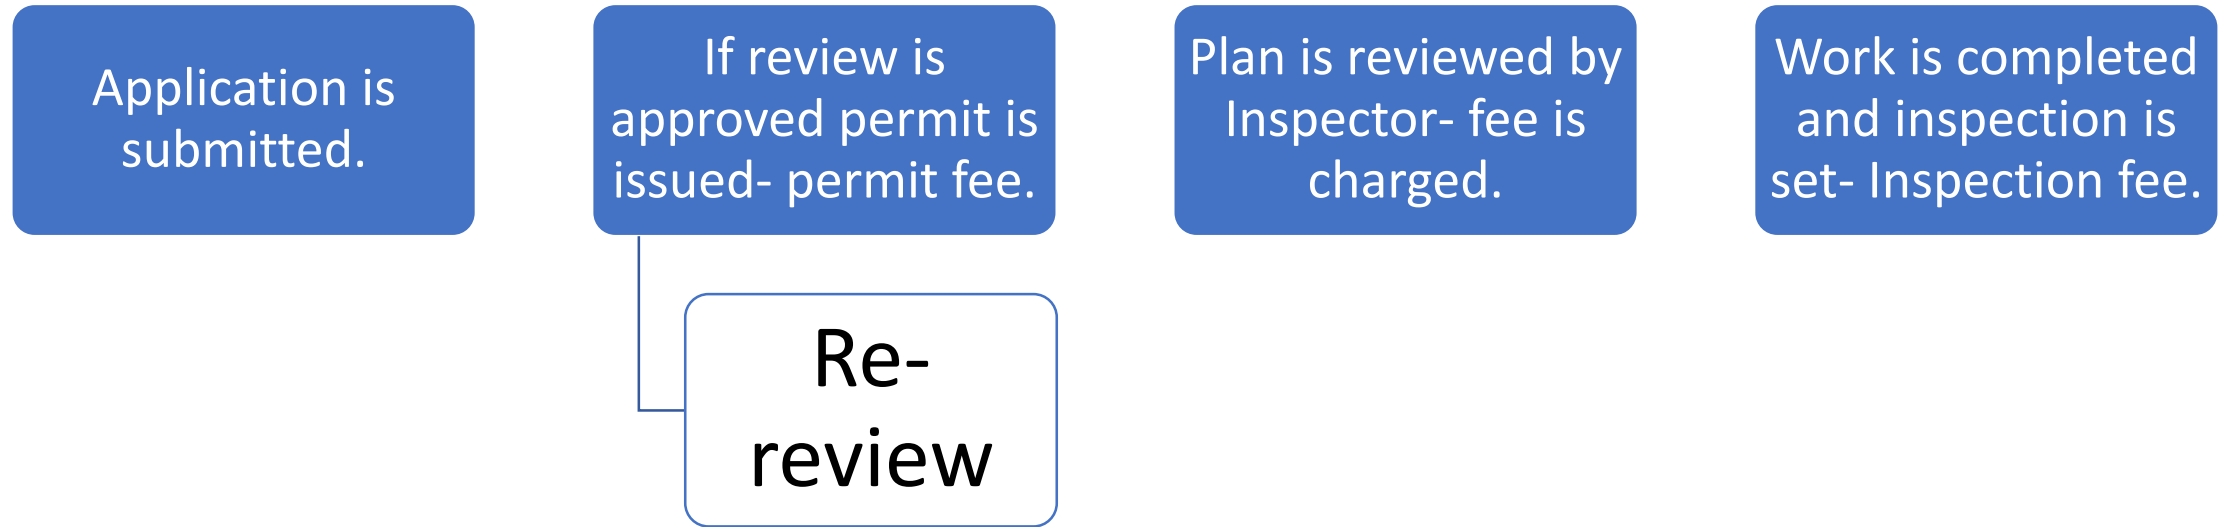 Application is
submitted.
If review is
approved permit is
issued- permit fee.
Re-
review
Plan is reviewed by
Inspector- fee is
charged.
Work is completed
and inspection is
set- Inspection fee.